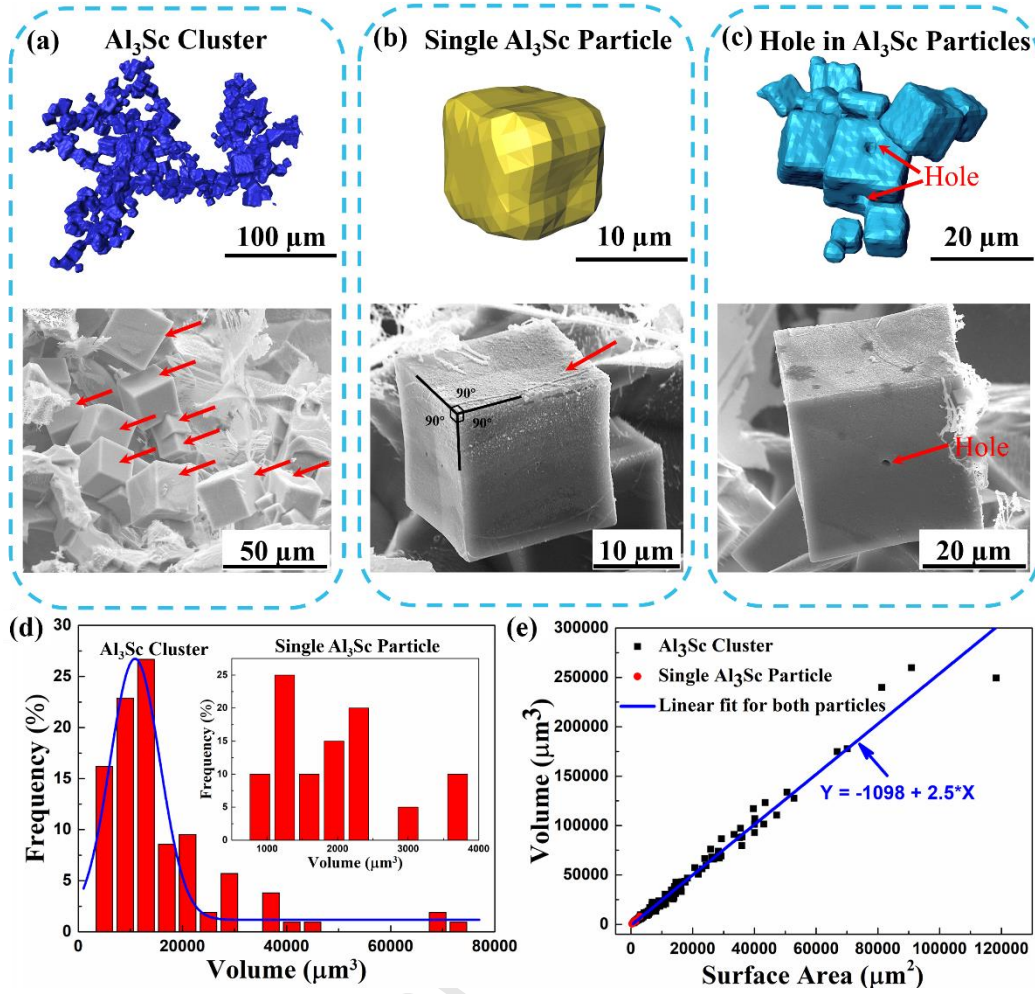 (a)
Al₃Sc Cluster
100 μm
50 μm
(b)
Single Al₃Sc Particle
10 μm
90°
90°
90°
10 μm
(c)
Hole in Al₃Sc Particles
Hole
20 μm
Hole
20 μm
(d)
Al₃Sc Cluster
30
25
20
15
10
5
0
0
20000
40000
60000
80000
Frequency (%)
Volume (μm³)
Single Al₃Sc Particle
25
20
15
10
5
0
1000
2000
3000
4000
Frequency (%)
Volume (μm³)
(e)
Al₃Sc Cluster
Single Al₃Sc Particle
Linear fit for both particles
Y = -1098 + 2.5*X
300000
250000
200000
150000
100000
50000
0
0
20000
40000
60000
80000
100000
120000
Volume (μm³)
Surface Area (μm²)